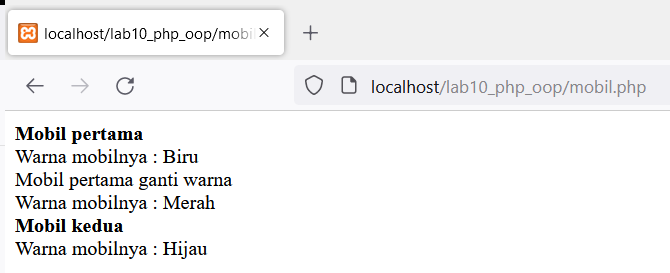 localhost/lab10_php_oop/mobil
localhost/lab10_php_oop/mobil.php
Mobil pertama
Warna mobilnya : Biru
Mobil pertama ganti warna
Warna mobilnya : Merah
Mobil kedua
Warna mobilnya : Hijau